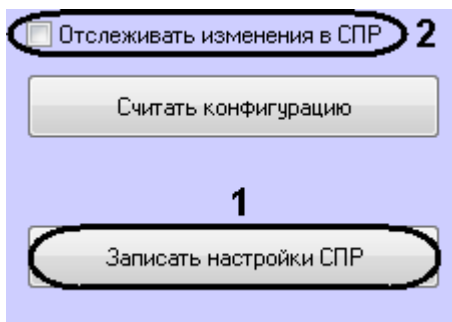 Отслеживать изменения в СПР 2
Считать конфигурацию
1
Записать настройки СПР